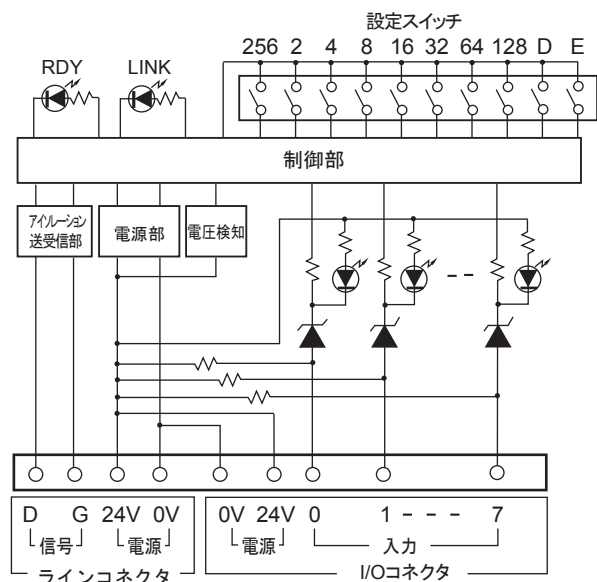 設定スイッチ
256 2 4 8 16 32 64 128 D E
RDY LINK
制御部
アイソレーション
送受信部
電源部
電圧検知
D G 24V 0V 0V 24V 0 1 - - - 7
信号 電源 電源 入力
ラインコネクタ I/Oコネクタ